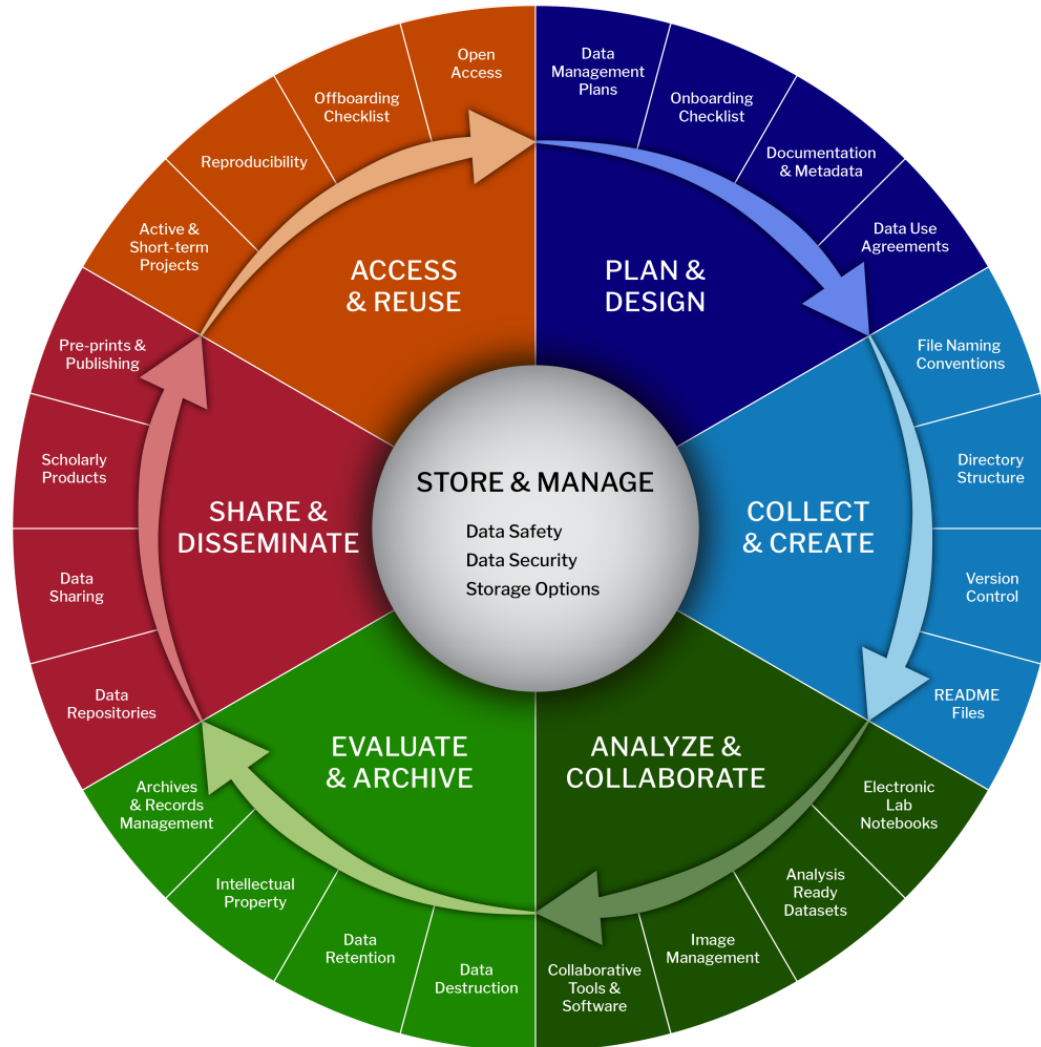 PLAN &
DESIGN
Data
Management
Plans
Onboarding
Checklist
Documentation
& Metadata
Data Use
Agreements
COLLECT
& CREATE
File Naming
Conventions
Directory
Structure
Version
Control
README
Files
ANALYZE &
COLLABORATE
Electronic
Lab
Notebooks
Analysis
Ready
Datasets
Image
Management
Collaborative
Tools &
Software
EVALUATE
& ARCHIVE
Data
Destruction
Data
Retention
Intellectual
Property
Archives
& Records
Management
SHARE &
DISSEMINATE
Data
Repositories
Data
Sharing
Scholarly
Products
Pre-prints &
Publishing
ACCESS
& REUSE
Active &
Short-term
Projects
Reproducibility
Offboarding
Checklist
Open
Access
STORE & MANAGE
Data Safety
Data Security
Storage Options